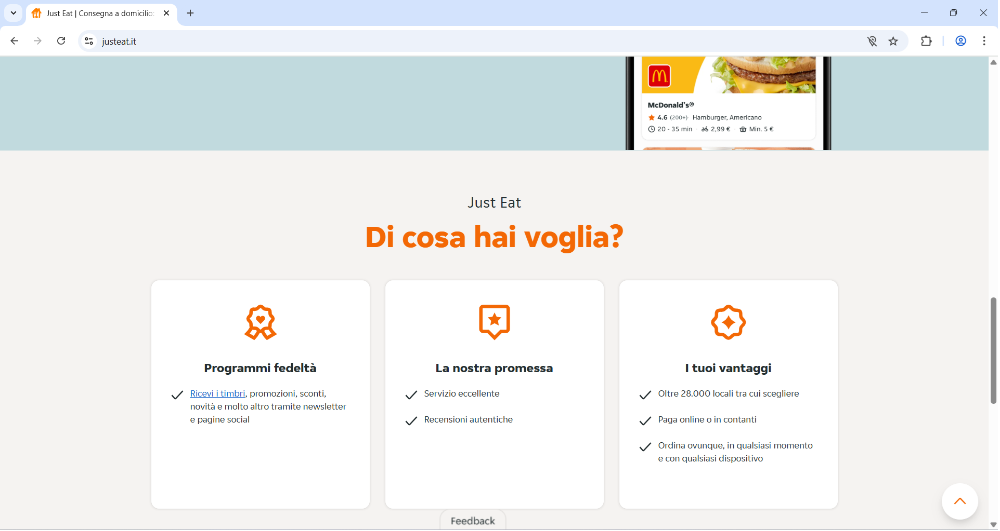 Just Eat | Consegna a domicilio:
justeat.it
McDonald's®
4.6 (200+) · Hamburger, Americano
20 - 35 min · 2,99 € · Min. 5 €
Just Eat
Di cosa hai voglia?
Programmi fedeltà
Ricevi i timbri, promozioni, sconti,
novità e molto altro tramite newsletter
e pagine social
La nostra promessa
Servizio eccellente
Recensioni autentiche
I tuoi vantaggi
Oltre 28.000 locali tra cui scegliere
Paga online o in contanti
Ordina ovunque, in qualsiasi momento
e con qualsiasi dispositivo
Feedback